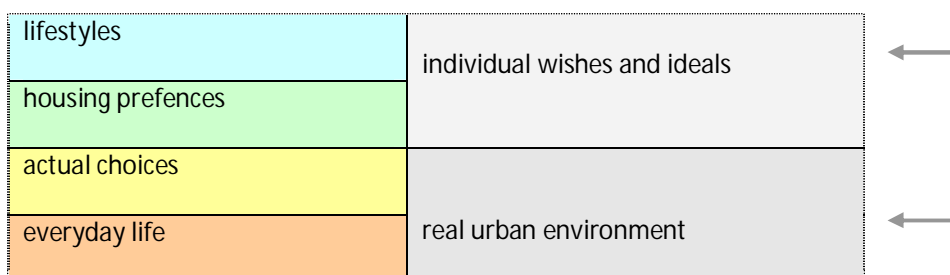 lifestyles
individual wishes and ideals
housing prefences
actual choices
everyday life
real urban environment